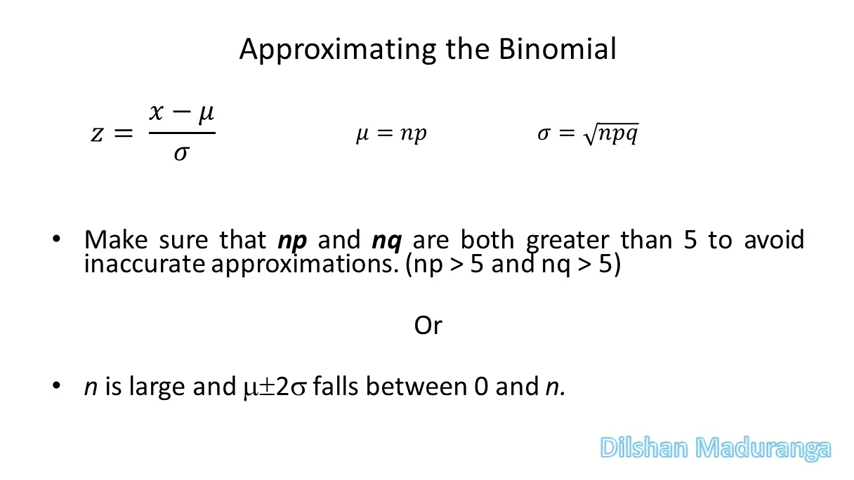 Approximating the Binomial
z = (x − μ) / σ    μ = np    σ = √npq
• Make sure that np and nq are both greater than 5 to avoid
inaccurate approximations. (np > 5 and nq > 5)
Or
• n is large and μ±2σ falls between 0 and n.
Dilshan Maduranga